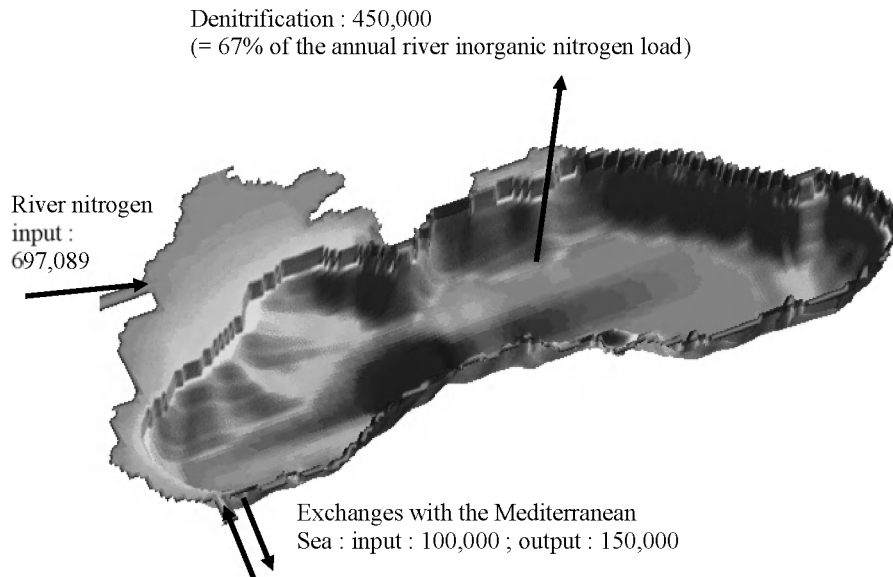 Denitrification : 450,000
(= 67% of the annual river inorganic nitrogen load)
River nitrogen
input :
697,089
Exchanges with the Mediterranean
Sea : input : 100,000 ; output : 150,000